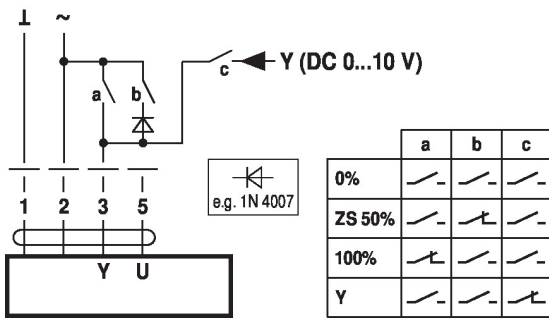 ⊥ ~
a b c Y (DC 0...10 V)
1 2 3 5
Y U
e.g. 1N 4007
a b c
0%
ZS 50%
100%
Y